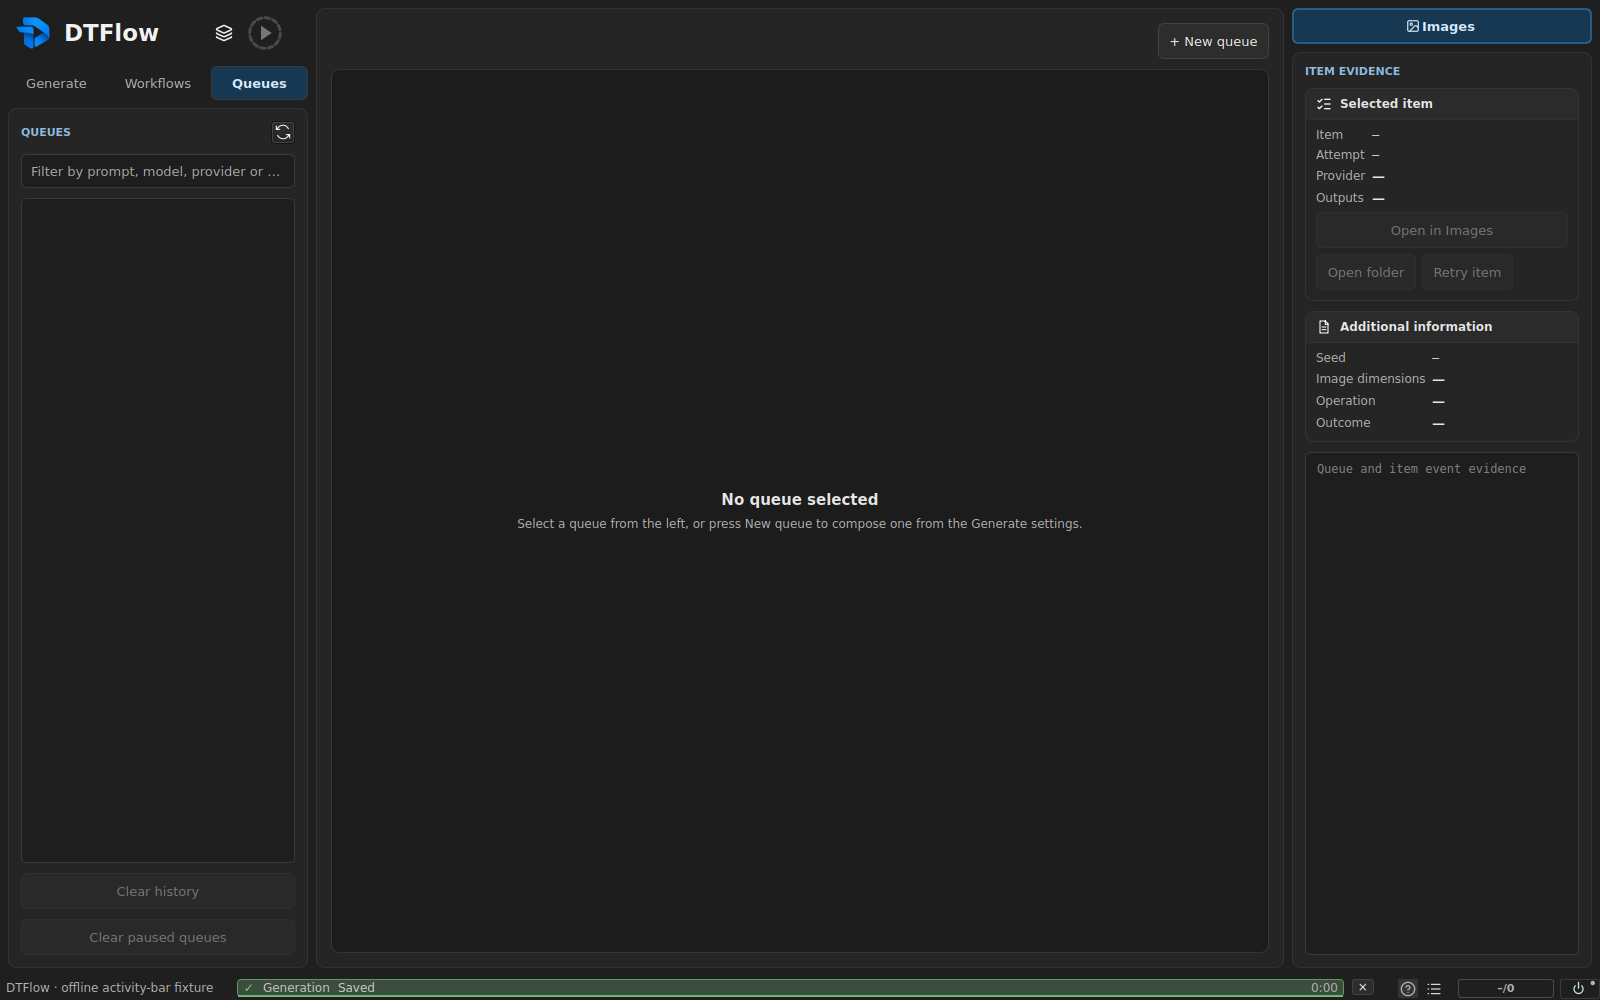 DTFlow
Generate Workflows Queues
QUEUES
Filter by prompt, model, provider or ...
Clear history
Clear paused queues
+ New queue
No queue selected
Select a queue from the left, or press New queue to compose one from the Generate settings.
Images
ITEM EVIDENCE
Selected item
Item –
Attempt –
Provider —
Outputs —
Open in Images
Open folder Retry item
Additional information
Seed –
Image dimensions —
Operation —
Outcome —
Queue and item event evidence
DTFlow · offline activity-bar fixture
✓ Generation Saved 0:00
–/0